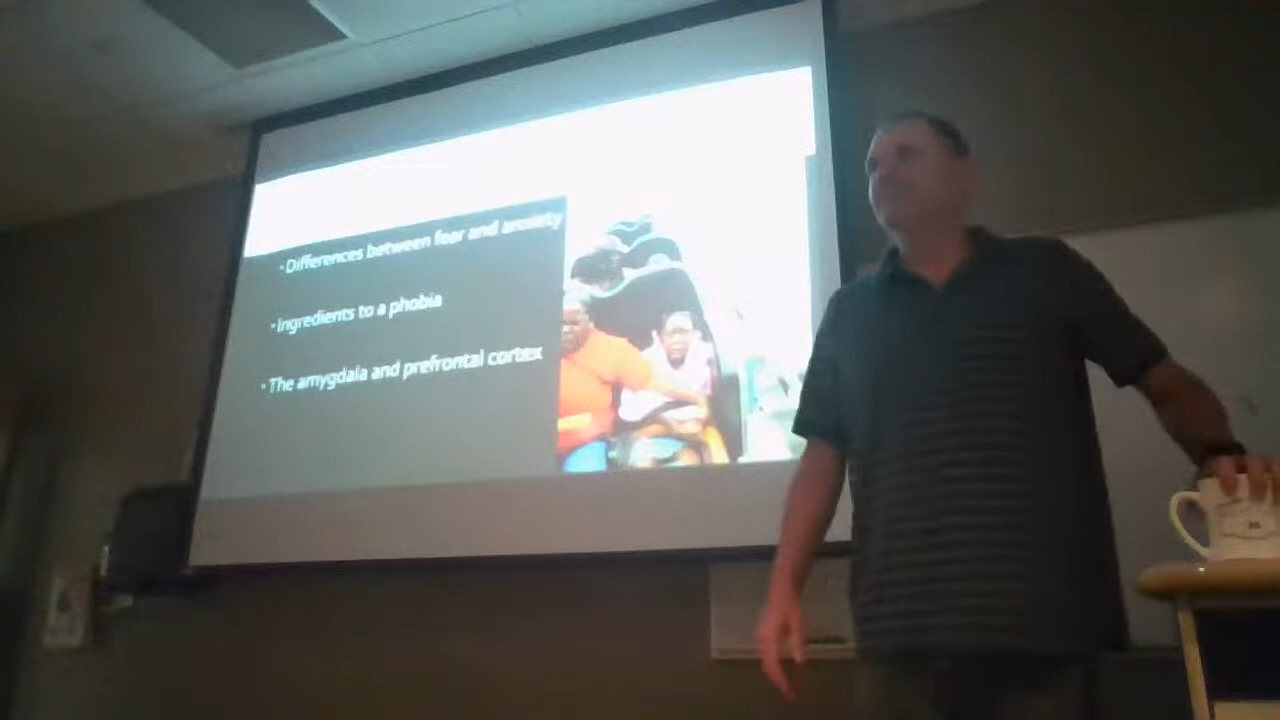 · Differences between fear and anxiety
· Ingredients to a phobia
· The amygdala and prefrontal cortex